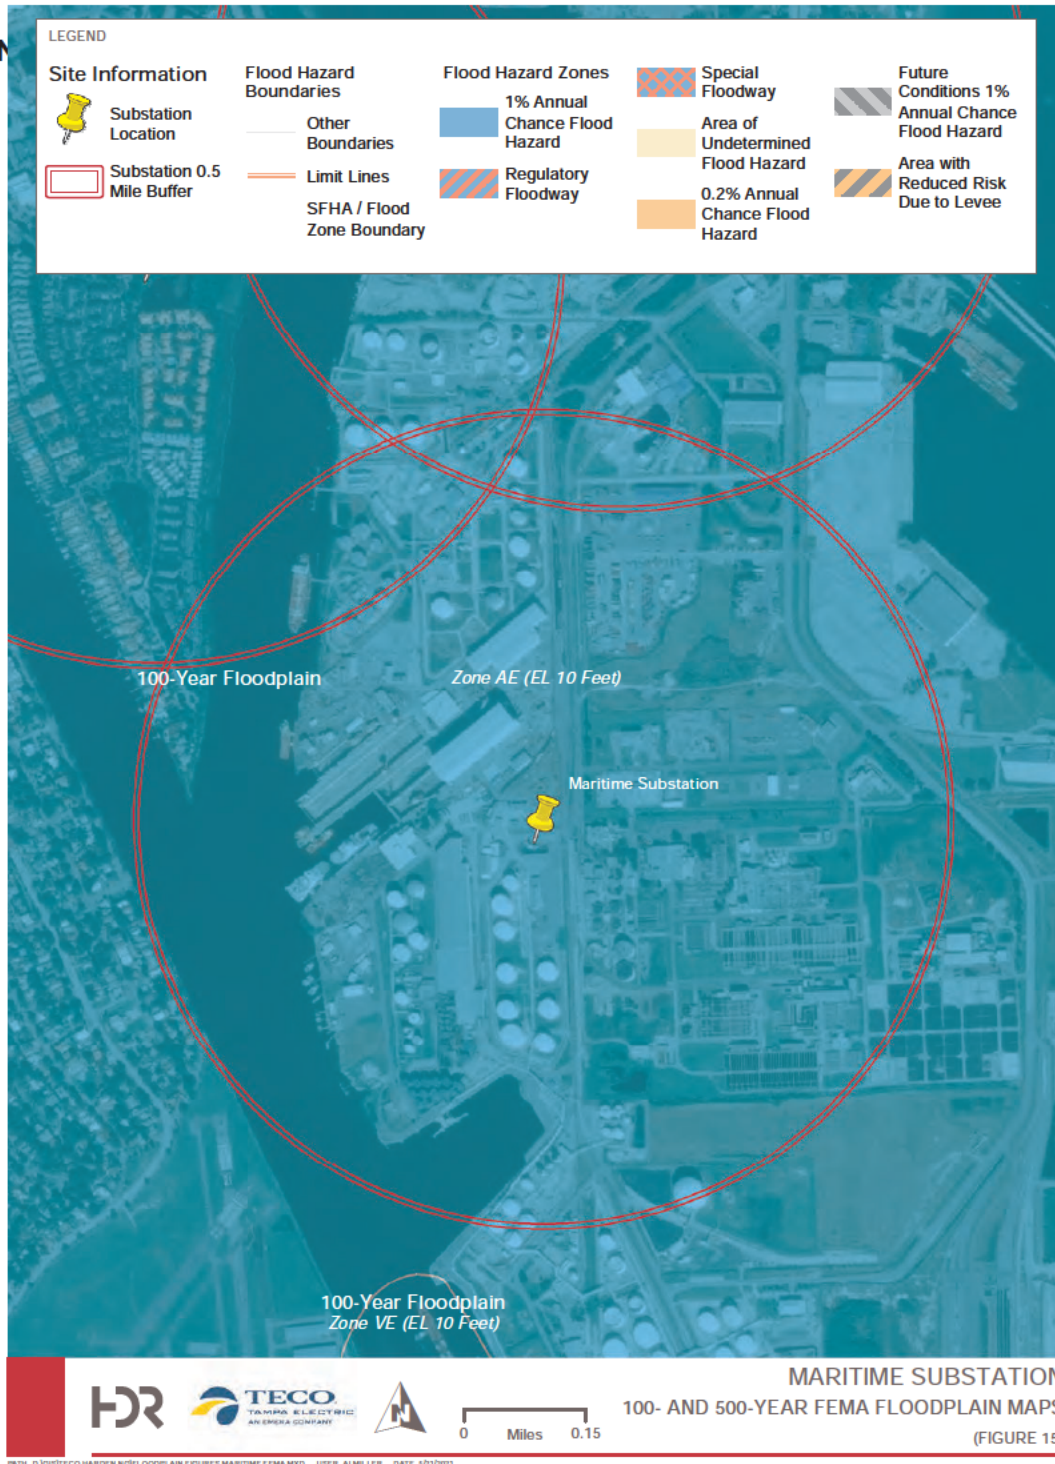 LEGEND
Site Information
Substation
Location
Substation 0.5
Mile Buffer
Flood Hazard
Boundaries
Other
Boundaries
Limit Lines
SFHA / Flood
Zone Boundary
Flood Hazard Zones
1% Annual
Chance Flood
Hazard
Regulatory
Floodway
Special
Floodway
Area of
Undetermined
Flood Hazard
0.2% Annual
Chance Flood
Hazard
Future
Conditions 1%
Annual Chance
Flood Hazard
Area with
Reduced Risk
Due to Levee
100-Year Floodplain
Zone AE (EL 10 Feet)
Maritime Substation
100-Year Floodplain
Zone VE (EL 10 Feet)
HDR
TECO
TAMPA ELECTRIC
AN EMERA COMPANY
N
0 Miles 0.15
MARITIME SUBSTATION
100- AND 500-YEAR FEMA FLOODPLAIN MAPS
(FIGURE 15